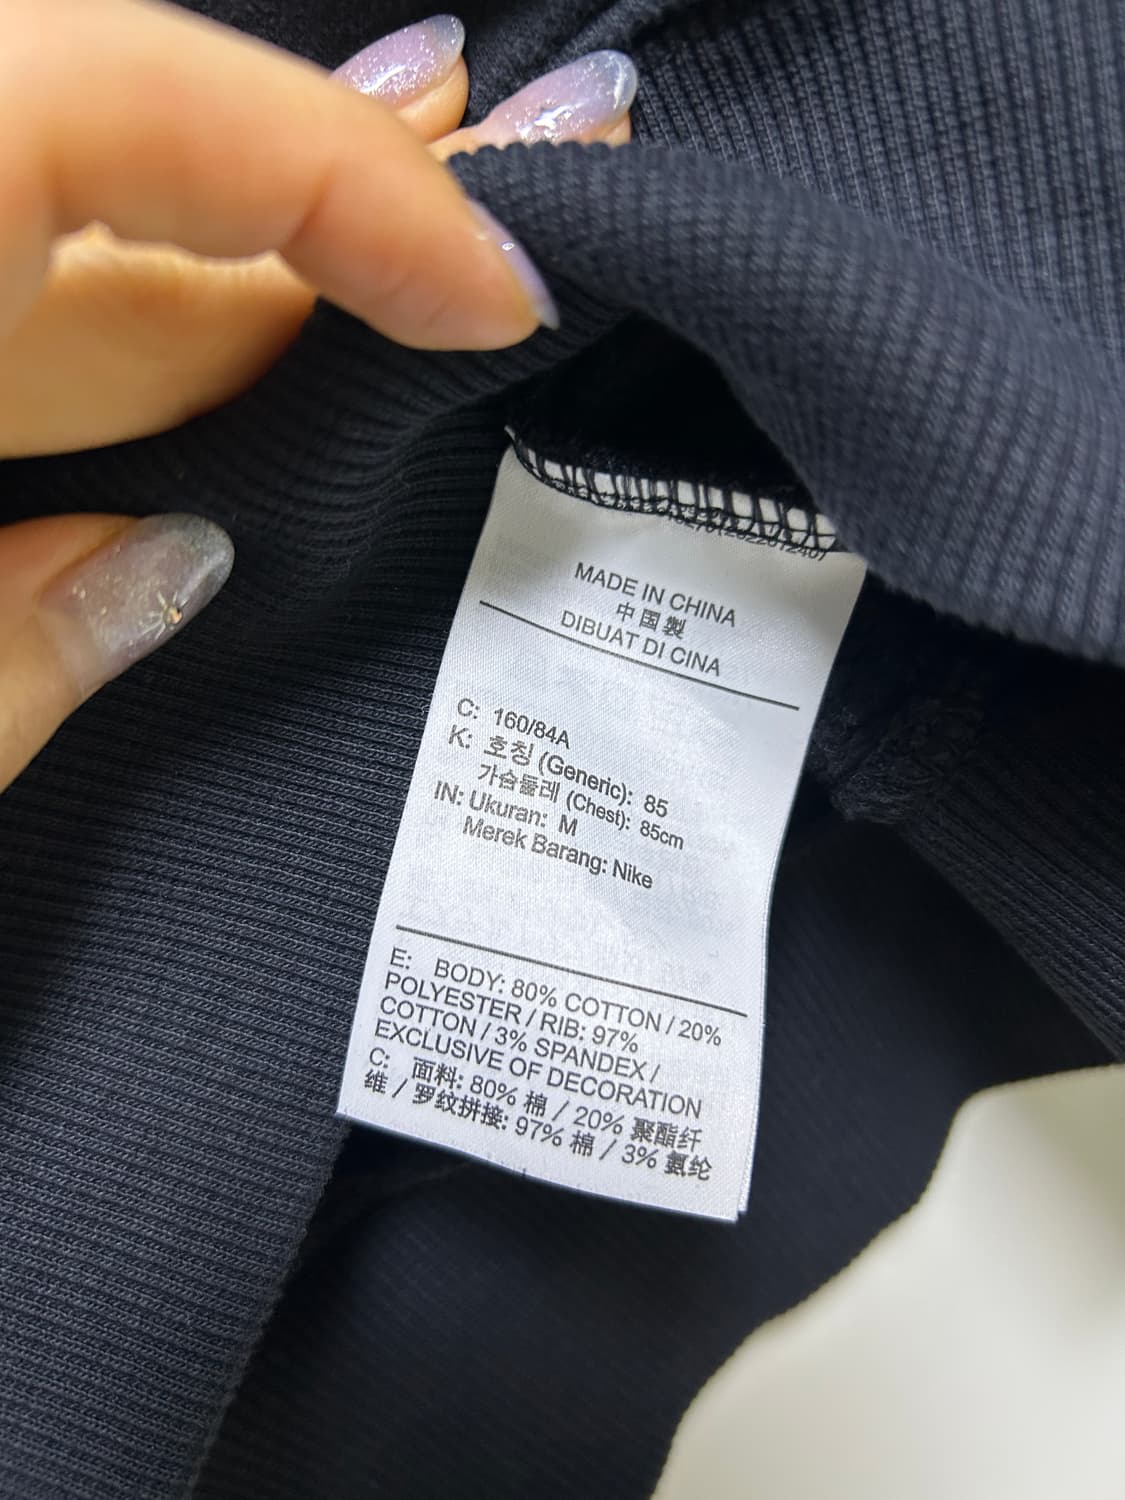 MADE IN CHINA
中国製
DIBUAT DI CINA
C: 160/84A
K: 호칭 (Generic): 85
가슴둘레 (Chest): 85cm
IN: Ukuran: M
Merek Barang: Nike
E: BODY: 80% COTTON / 20%
POLYESTER / RIB: 97%
COTTON / 3% SPANDEX /
EXCLUSIVE OF DECORATION
C: 面料: 80% 棉 / 20% 聚酯纤
维 / 罗纹拼接: 97% 棉 / 3% 氨纶